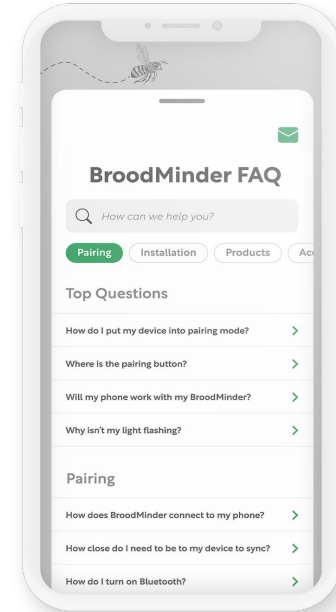 BroodMinder FAQ
How can we help you?
Pairing Installation Products Acc
Top Questions
How do I put my device into pairing mode?
Where is the pairing button?
Will my phone work with my BroodMinder?
Why isn't my light flashing?
Pairing
How does BroodMinder connect to my phone?
How close do I need to be to my device to sync?
How do I turn on Bluetooth?